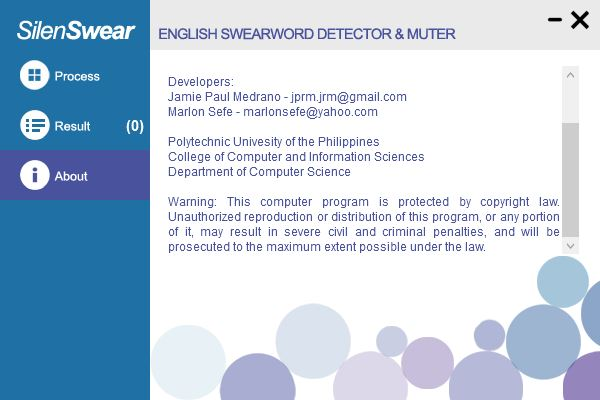 SilenSwear
ENGLISH SWEARWORD DETECTOR & MUTER
Process
Result (0)
About
Developers:
Jamie Paul Medrano - jprm.jrm@gmail.com
Marlon Sefe - marlonsefe@yahoo.com
Polytechnic Univesity of the Philippines
College of Computer and Information Sciences
Department of Computer Science
Warning: This computer program is protected by copyright law.
Unauthorized reproduction or distribution of this program, or any portion
of it, may result in severe civil and criminal penalties, and will be
prosecuted to the maximum extent possible under the law.